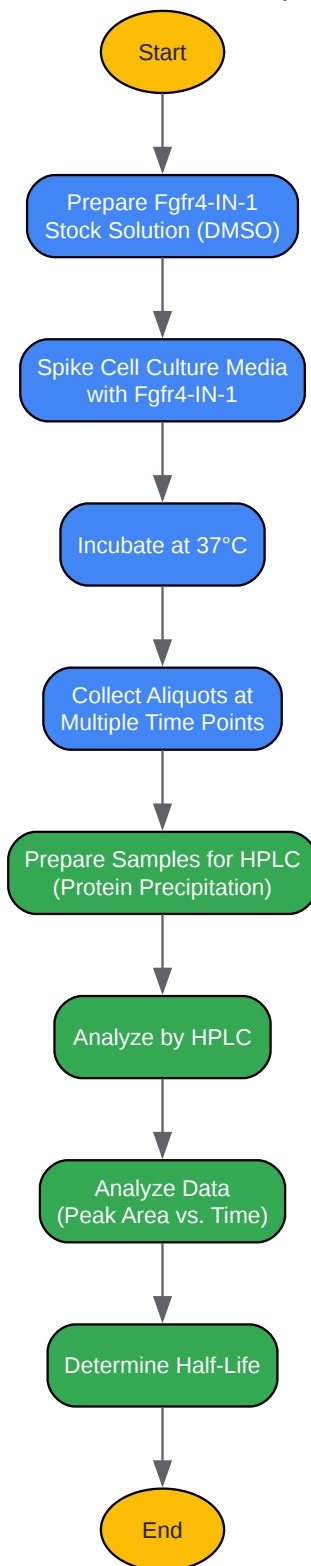 Start
Prepare Fgfr4-IN-1
Stock Solution (DMSO)
Spike Cell Culture Media
with Fgfr4-IN-1
Incubate at 37°C
Collect Aliquots at
Multiple Time Points
Prepare Samples for HPLC
(Protein Precipitation)
Analyze by HPLC
Analyze Data
(Peak Area vs. Time)
Determine Half-Life
End